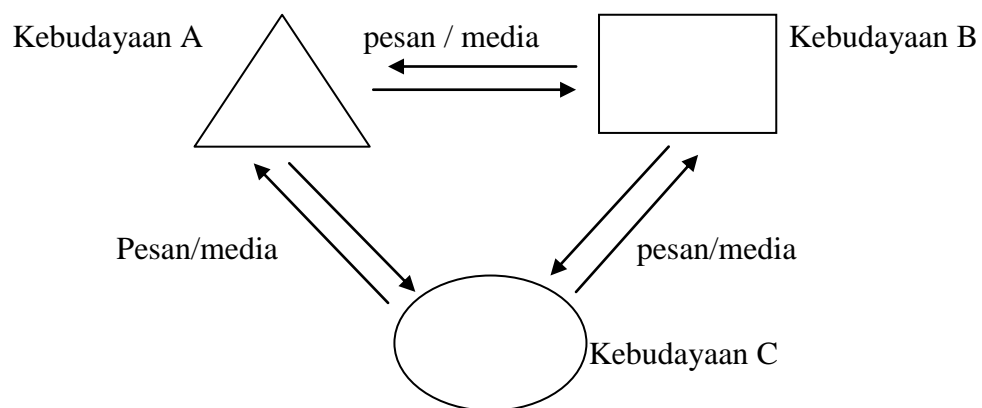 Kebudayaan A
pesan / media
Kebudayaan B
Pesan/media
pesan/media
Kebudayaan C